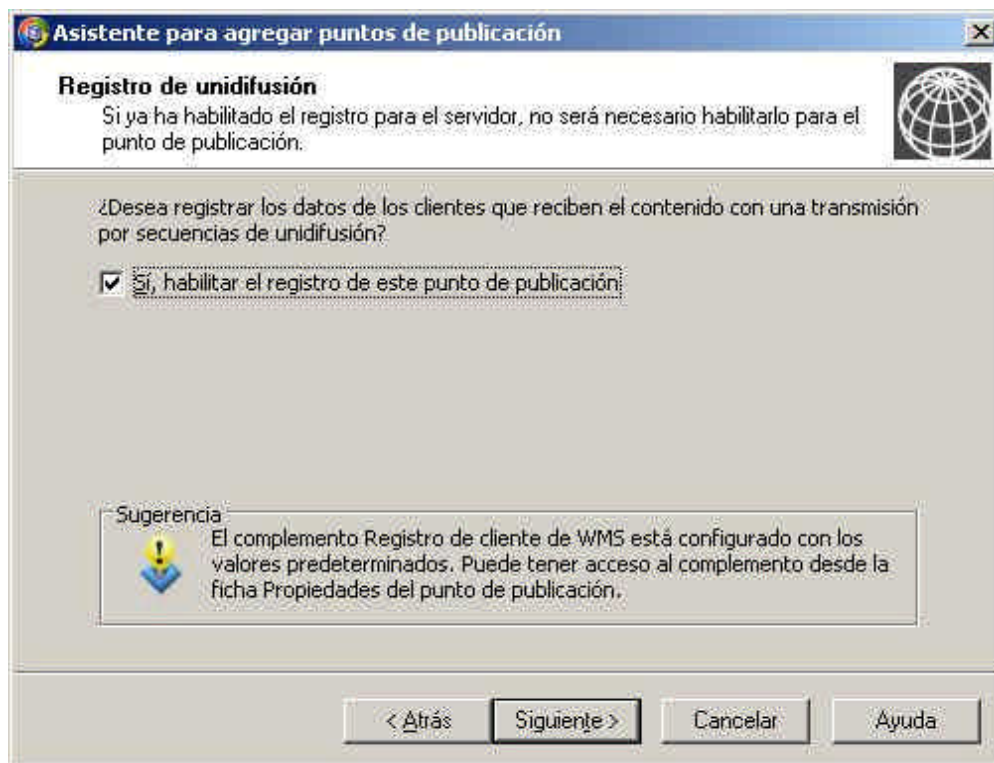 Asistente para agregar puntos de publicación
Registro de unidifusión
Si ya ha habilitado el registro para el servidor, no será necesario habilitarlo para el
punto de publicación.
¿Desea registrar los datos de los clientes que reciben el contenido con una transmisión
por secuencias de unidifusión?
Sí, habilitar el registro de este punto de publicación
Sugerencia
El complemento Registro de cliente de WMS está configurado con los
valores predeterminados. Puede tener acceso al complemento desde la
ficha Propiedades del punto de publicación.
< Atrás
Siguiente >
Cancelar
Ayuda